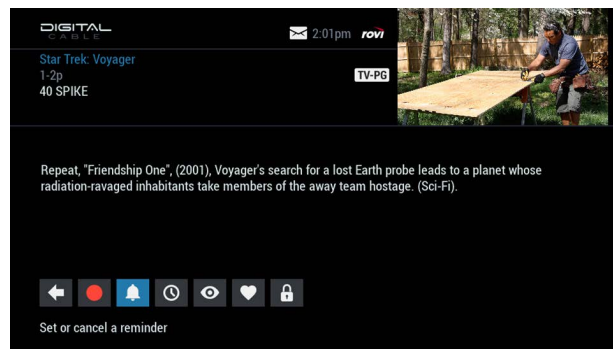 DIGITAL
CABLE
2:01pm rovi
Star Trek: Voyager
1-2p
TV-PG
40 SPIKE
Repeat, "Friendship One", (2001), Voyager's search for a lost Earth probe leads to a planet whose
radiation-ravaged inhabitants take members of the away team hostage. (Sci-Fi).
Set or cancel a reminder